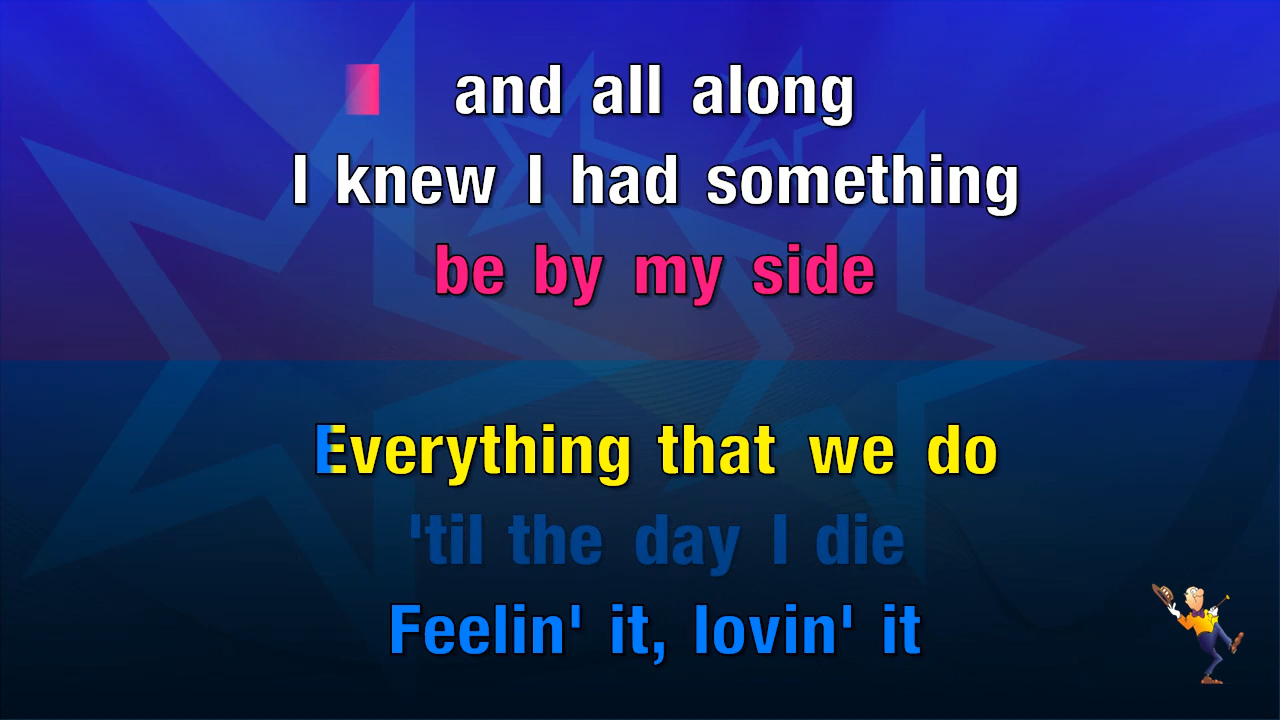 and all along
I knew I had something
be by my side
Everything that we do
'til the day I die
Feelin' it, lovin' it